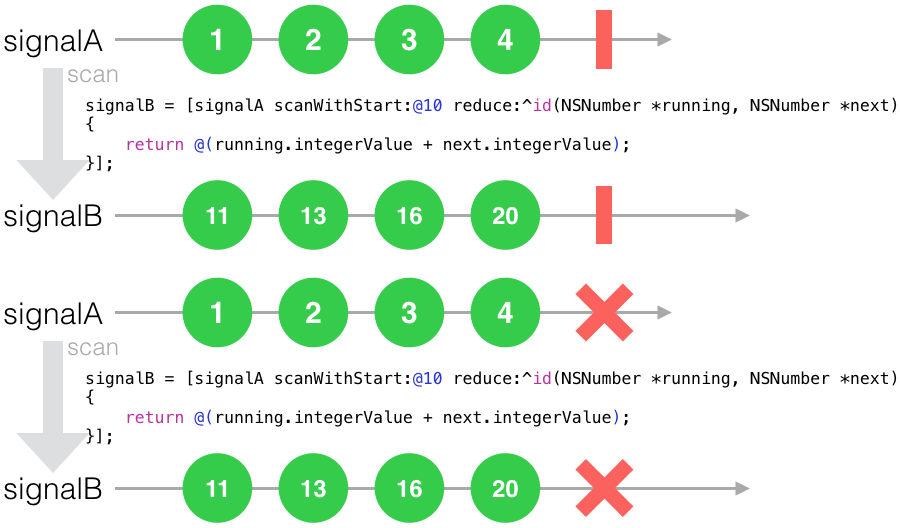 signalA 1 2 3 4
scan
signalB = [signalA scanWithStart:@10 reduce:^id(NSNumber *running, NSNumber *next)
{
    return @(running.integerValue + next.integerValue);
}];
signalB 11 13 16 20
signalA 1 2 3 4
scan
signalB = [signalA scanWithStart:@10 reduce:^id(NSNumber *running, NSNumber *next)
{
    return @(running.integerValue + next.integerValue);
}];
signalB 11 13 16 20